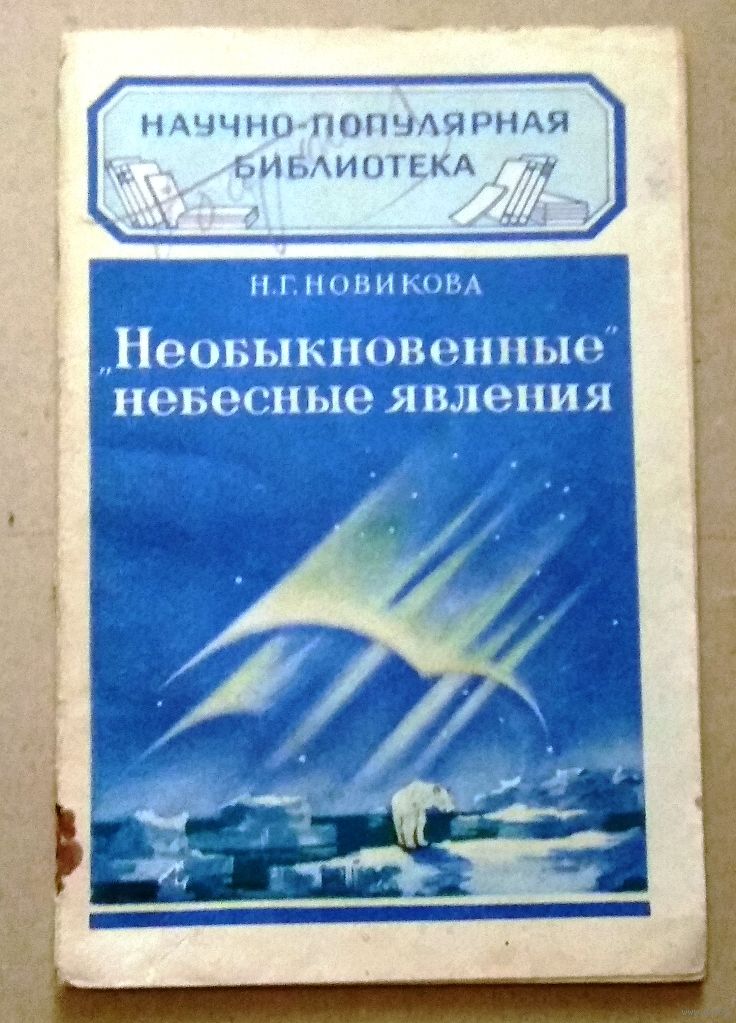 НАУЧНО-ПОПУЛЯРНАЯ
БИБЛИОТЕКА
Н.Г. НОВИКОВА
„Необыкновенные"
небесные явления